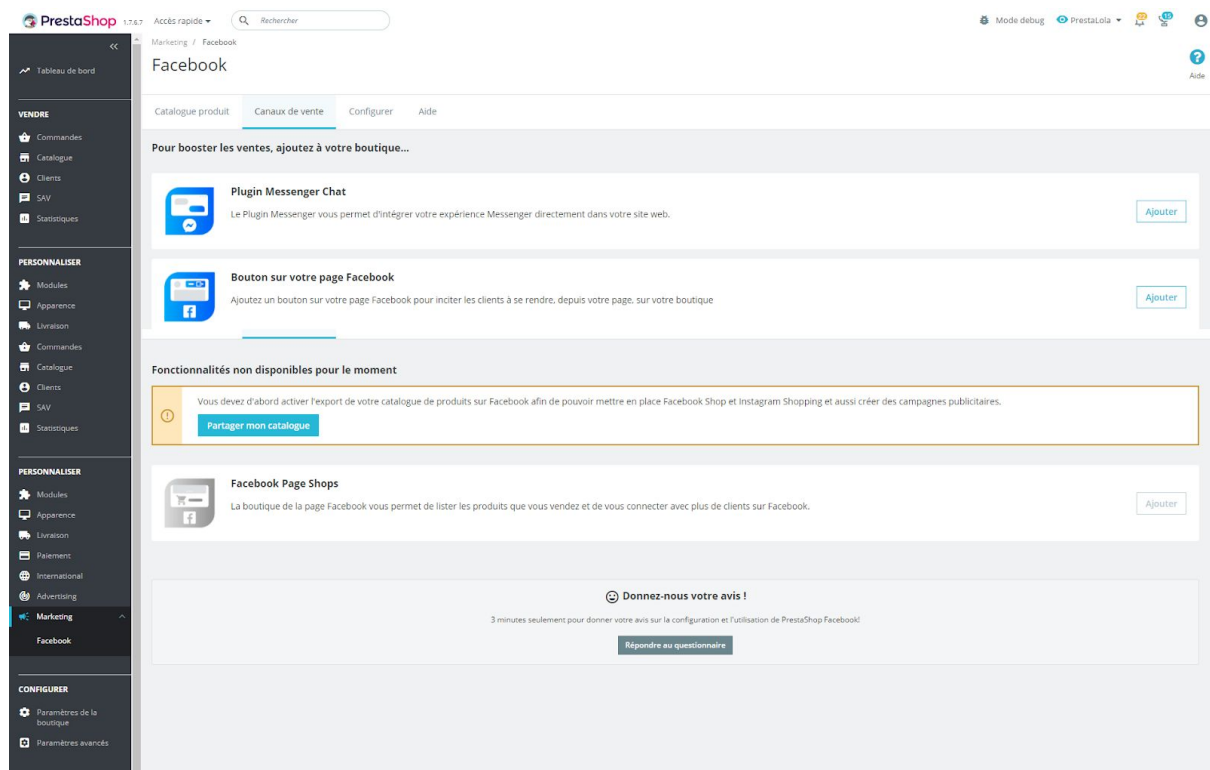 PrestaShop 1.7.6.7 Accès rapide Rechercher Mode debug PrestaLola 22 15
Marketing / Facebook
Facebook
Aide
Catalogue produit Canaux de vente Configurer Aide
Tableau de bord
VENDRE
Commandes
Catalogue
Clients
SAV
Statistiques
PERSONNALISER
Modules
Apparence
Livraison
Commandes
Catalogue
Clients
SAV
Statistiques
PERSONNALISER
Modules
Apparence
Livraison
Paiement
International
Advertising
Marketing
Facebook
CONFIGURER
Paramètres de la
boutique
Paramètres avancés
Pour booster les ventes, ajoutez à votre boutique...
Plugin Messenger Chat
Le Plugin Messenger vous permet d'intégrer votre expérience Messenger directement dans votre site web.
Ajouter
Bouton sur votre page Facebook
Ajoutez un bouton sur votre page Facebook pour inciter les clients à se rendre, depuis votre page, sur votre boutique
Ajouter
Fonctionnalités non disponibles pour le moment
Vous devez d'abord activer l'export de votre catalogue de produits sur Facebook afin de pouvoir mettre en place Facebook Shop et Instagram Shopping et aussi créer des campagnes publicitaires.
Partager mon catalogue
Facebook Page Shops
La boutique de la page Facebook vous permet de lister les produits que vous vendez et de vous connecter avec plus de clients sur Facebook.
Ajouter
Donnez-nous votre avis !
3 minutes seulement pour donner votre avis sur la configuration et l'utilisation de PrestaShop Facebook!
Répondre au questionnaire